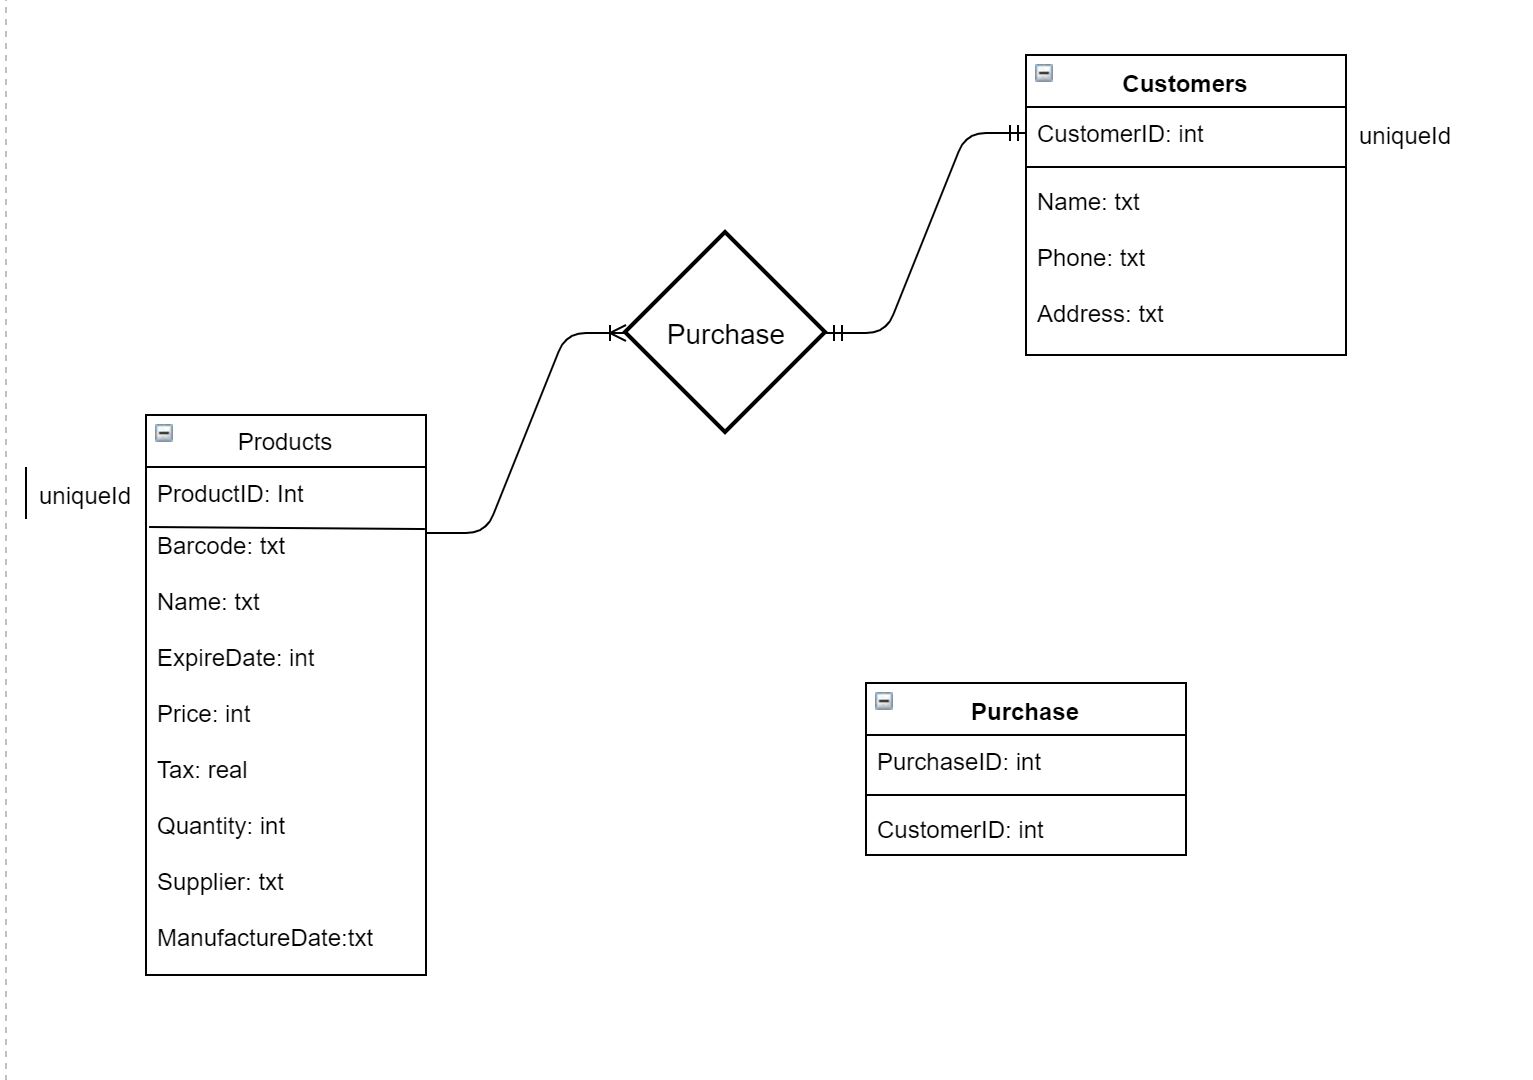 Customers
CustomerID: int
uniqueId
Name: txt
Phone: txt
Address: txt
Purchase
Products
uniqueId
ProductID: Int
Barcode: txt
Name: txt
ExpireDate: int
Price: int
Tax: real
Quantity: int
Supplier: txt
ManufactureDate:txt
Purchase
PurchaseID: int
CustomerID: int